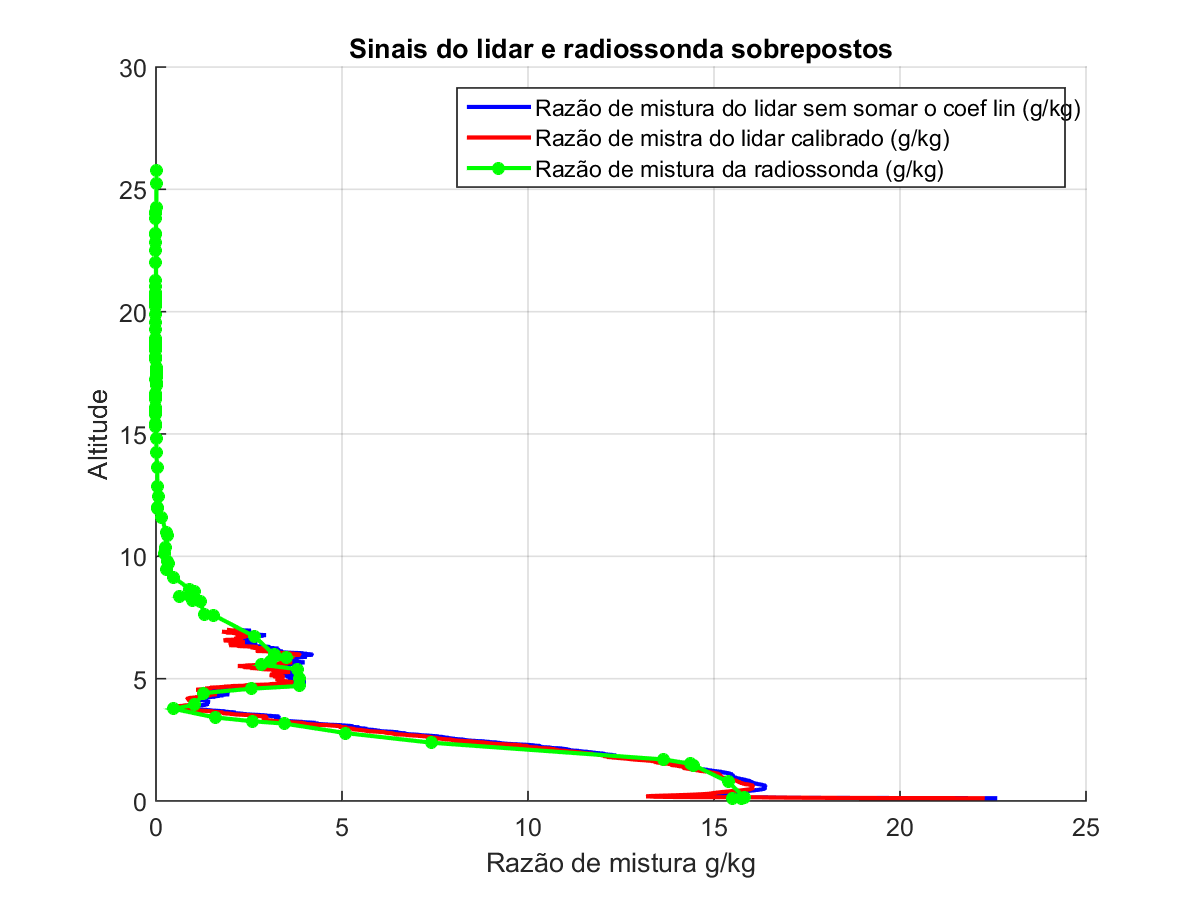 Sinais do lidar e radiossonda sobrepostos
30
Razão de mistura do lidar sem somar o coef lin (g/kg)
Razão de mistra do lidar calibrado (g/kg)
Razão de mistura da radiossonda (g/kg)
25
20
15
Altitude
10
5
0
0 5 10 15 20 25
Razão de mistura g/kg